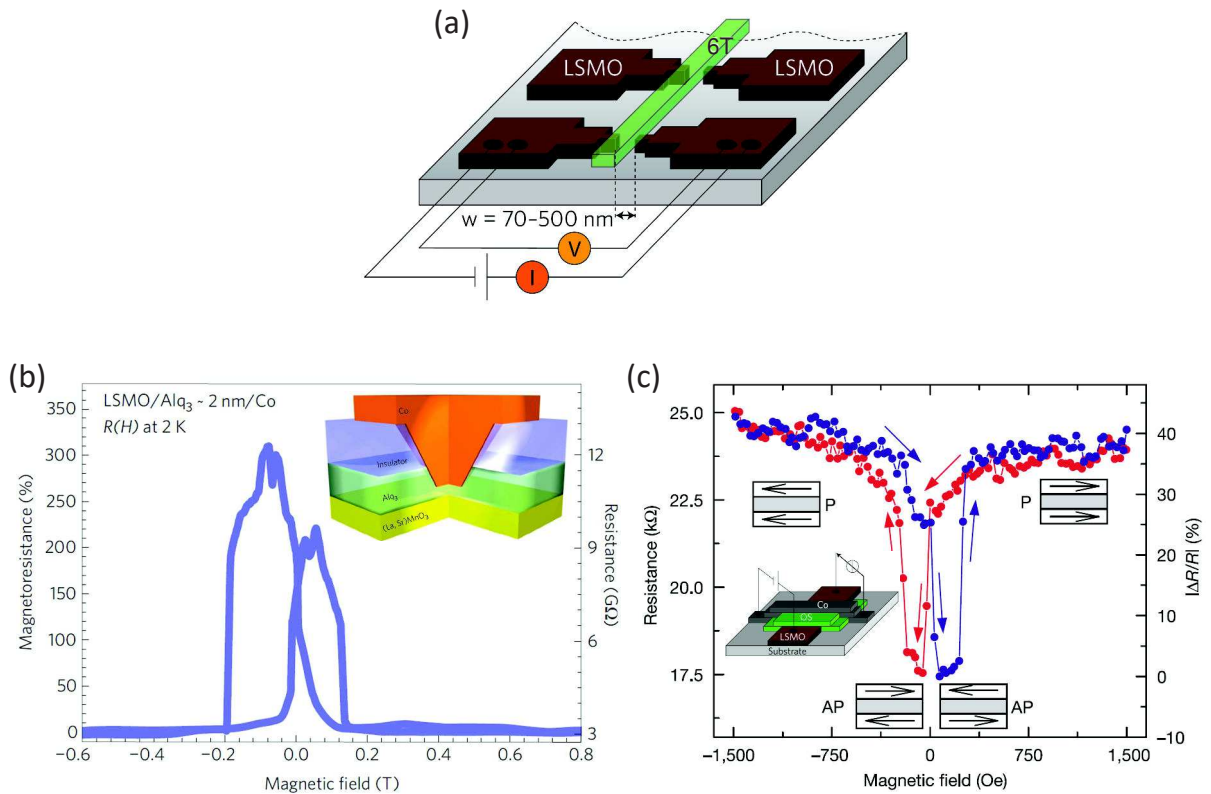 (a)
6T
LSMO
LSMO
w = 70–500 nm
V
I
(b)
LSMO/Alq₃ ~ 2 nm/Co
R(H) at 2 K
Co
Insulator
Alq₃
(La, Sr)MnO₃
Magnetoresistance (%)
350
300
250
200
150
100
50
0
Resistance (GΩ)
12
9
6
3
−0.6
−0.4
−0.2
0.0
0.2
0.4
0.6
0.8
Magnetic field (T)
(c)
Resistance (kΩ)
25.0
22.5
20.0
17.5
P
P
Co
OS
LSMO
Substrate
AP
AP
IΔR/RI (%)
40
30
20
10
0
−10
−1,500
−750
0
750
1,500
Magnetic field (Oe)